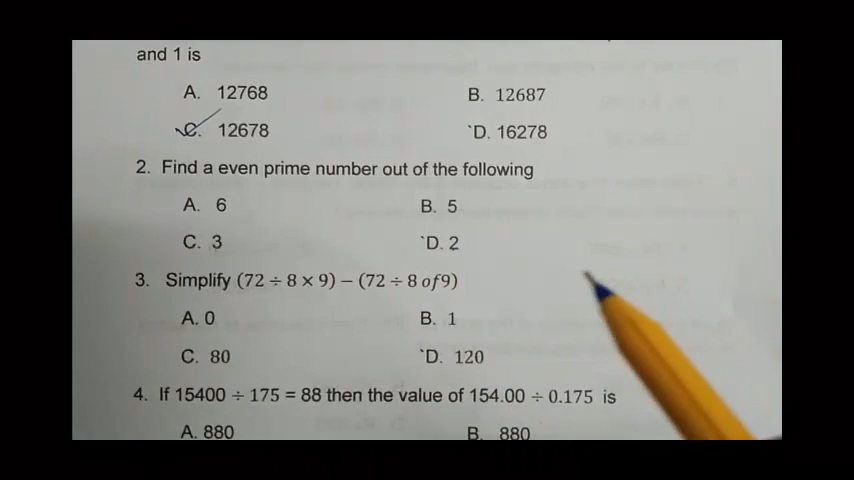 and 1 is
A. 12768
B. 12687
C. 12678
`D. 16278
2. Find a even prime number out of the following
A. 6
B. 5
C. 3
`D. 2
3. Simplify (72 ÷ 8 × 9) − (72 ÷ 8 of9)
A. 0
B. 1
C. 80
`D. 120
4. If 15400 ÷ 175 = 88 then the value of 154.00 ÷ 0.175 is
A. 880
B. 880